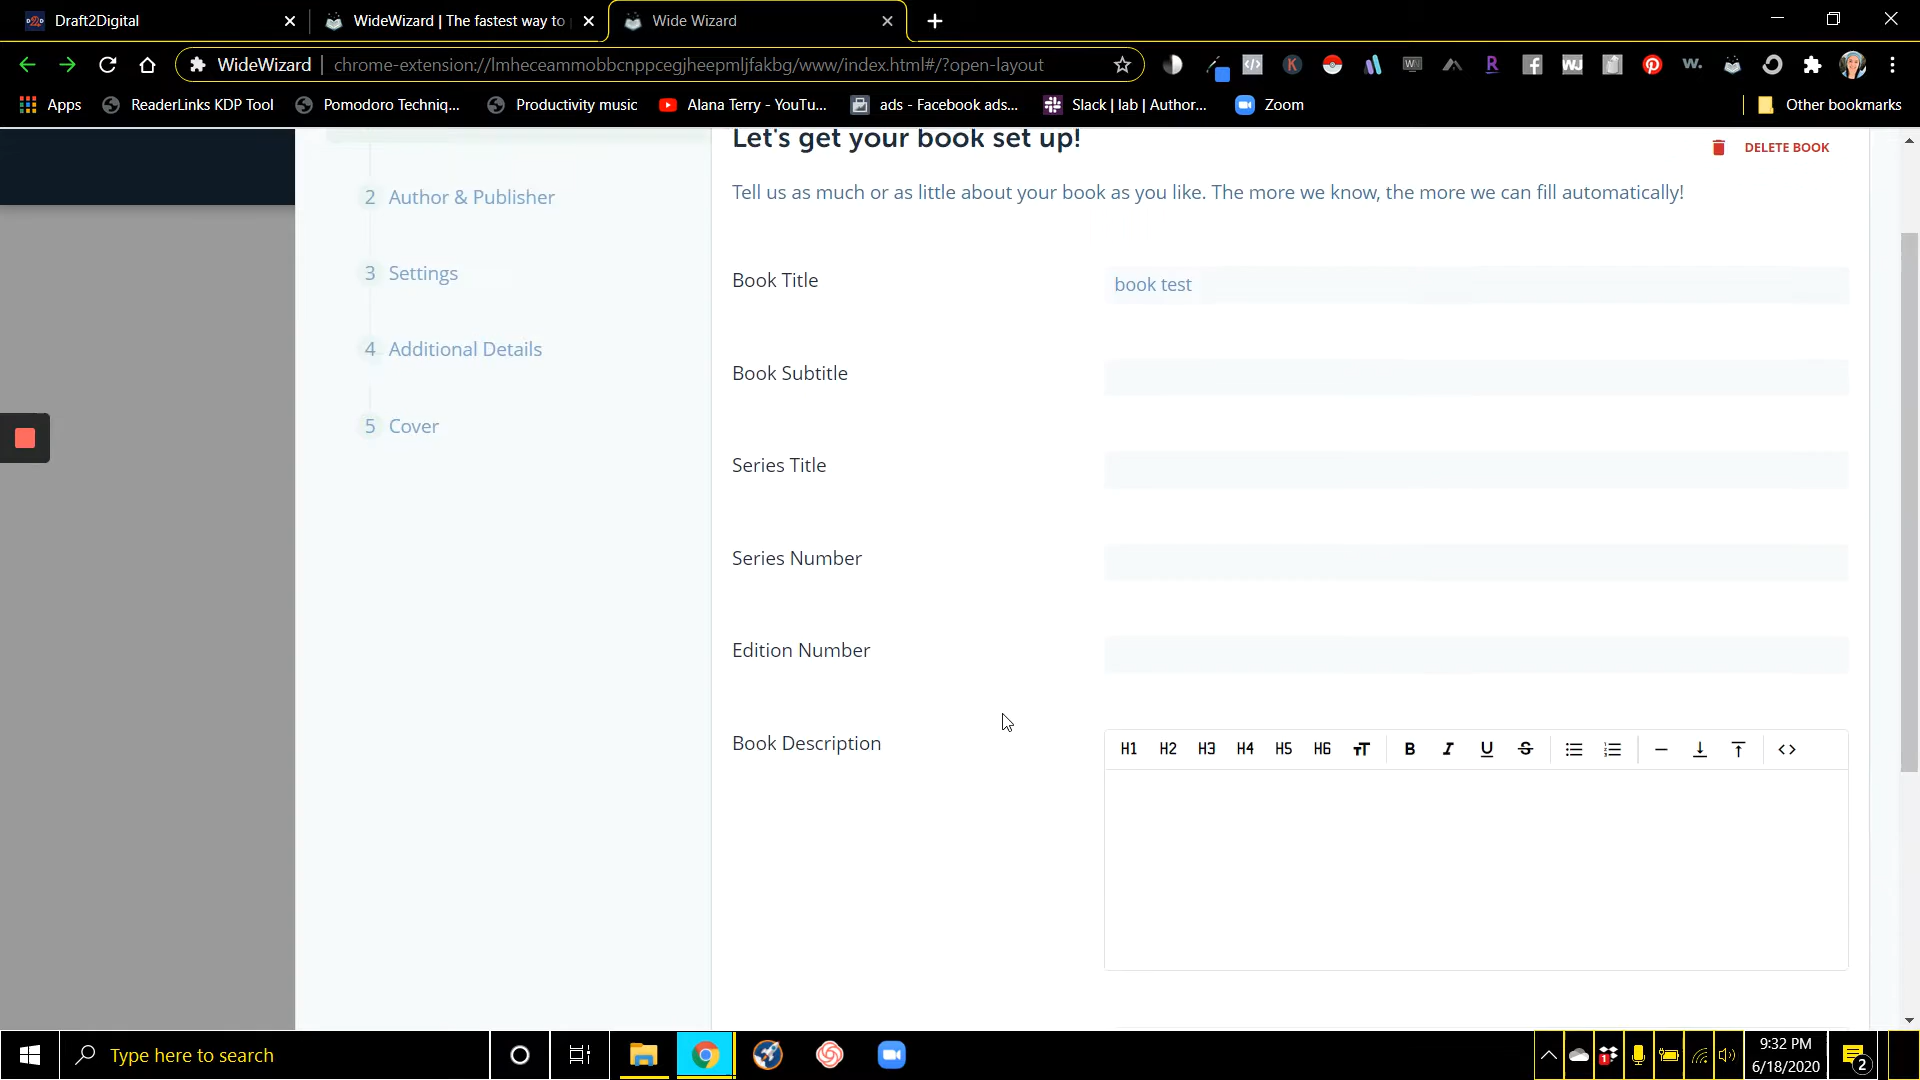 Draft2Digital
WideWizard | The fastest way to
Wide Wizard
WideWizard
chrome-extension://lmheceammobbcnppcegjheepmljfakbg/www/index.html#/?open-layout
Apps
ReaderLinks KDP Tool
Pomodoro Techniq...
Productivity music
Alana Terry - YouTu...
ads - Facebook ads...
Slack | lab | Author...
Zoom
Other bookmarks
Let's get your book set up!
DELETE BOOK
Tell us as much or as little about your book as you like. The more we know, the more we can fill automatically!
2 Author & Publisher
3 Settings
4 Additional Details
5 Cover
Book Title
book test
Book Subtitle
Series Title
Series Number
Edition Number
Book Description
H1 H2 H3 H4 H5 H6 TT B I U S
Type here to search
9:32 PM
6/18/2020
2